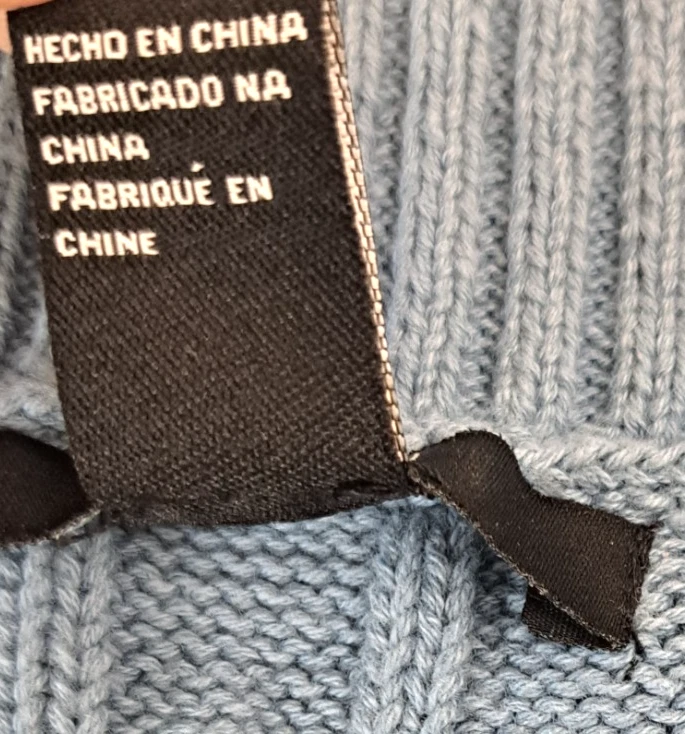 HECHO EN CHINA
FABRICADO NA
CHINA
FABRIQUÉ EN
CHINE